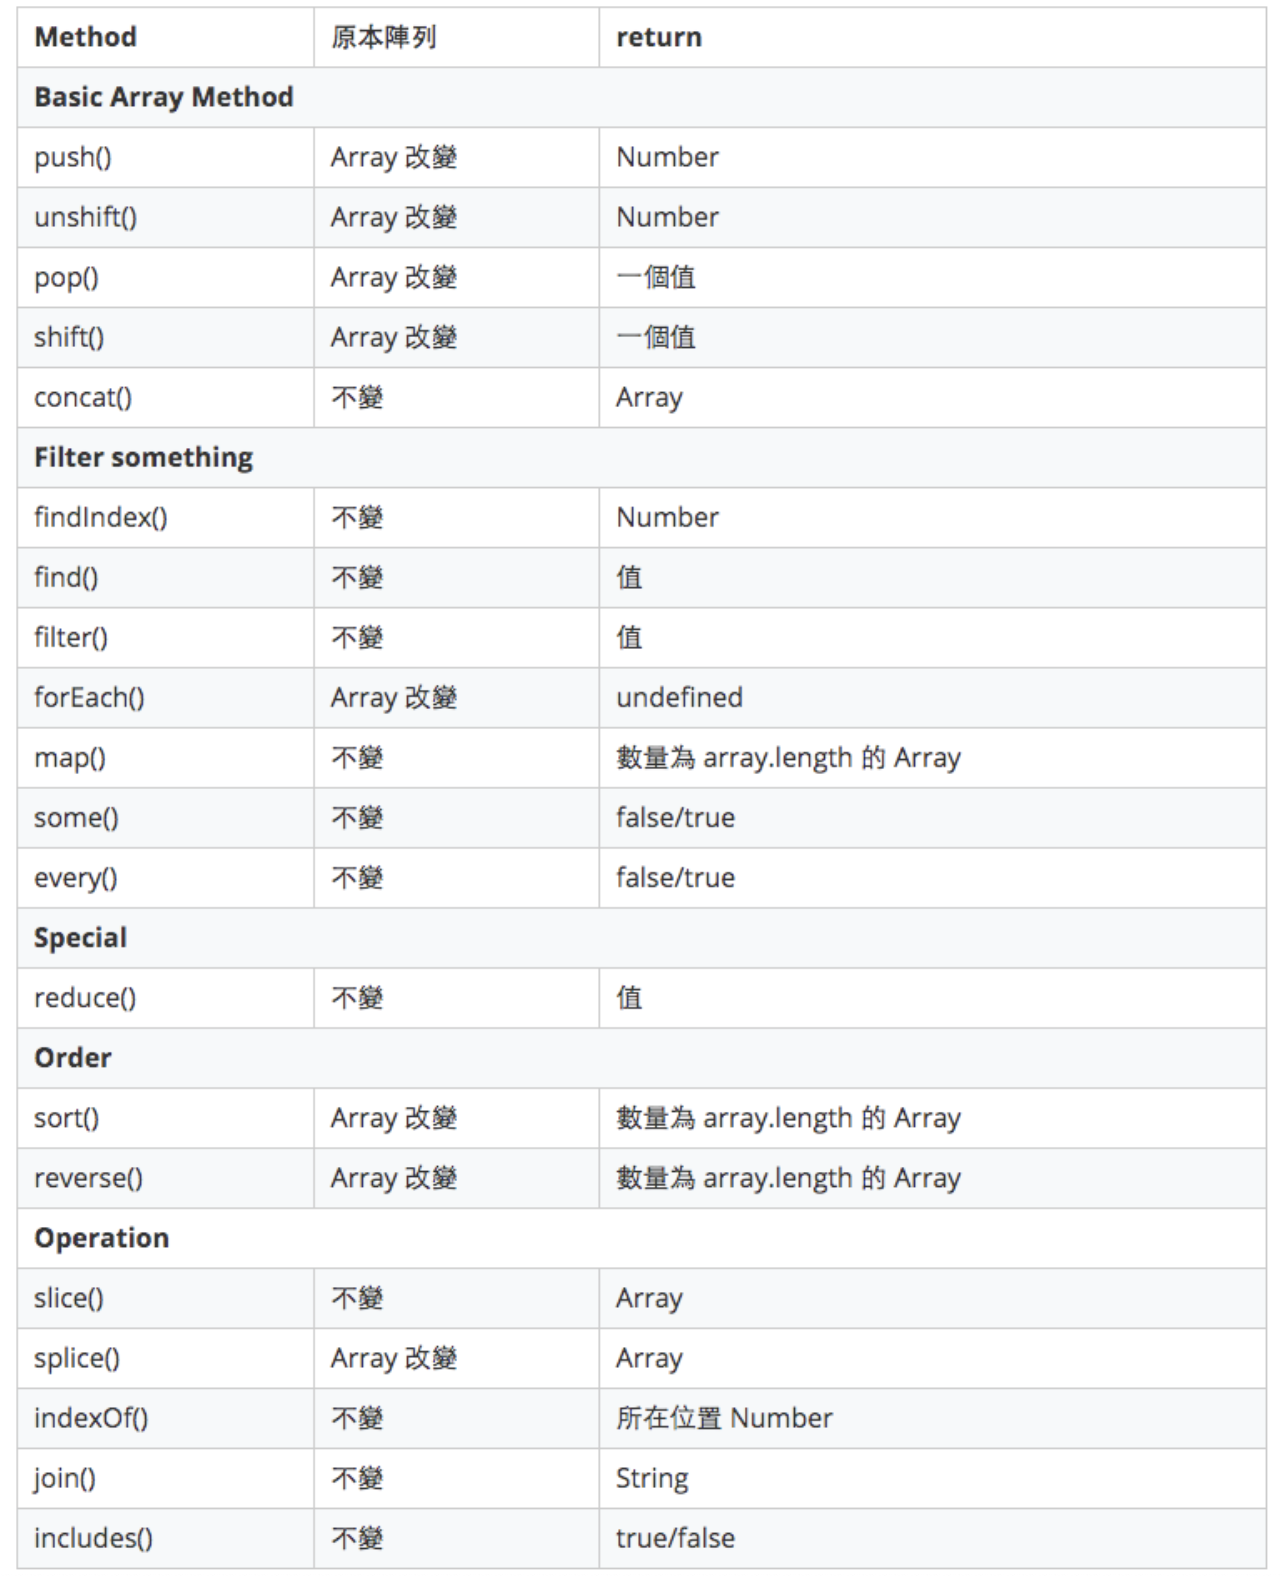 Method 原本陣列 return
Basic Array Method
push() Array 改變 Number
unshift() Array 改變 Number
pop() Array 改變 一個值
shift() Array 改變 一個值
concat() 不變 Array
Filter something
findIndex() 不變 Number
find() 不變 值
filter() 不變 值
forEach() Array 改變 undefined
map() 不變 數量為 array.length 的 Array
some() 不變 false/true
every() 不變 false/true
Special
reduce() 不變 值
Order
sort() Array 改變 數量為 array.length 的 Array
reverse() Array 改變 數量為 array.length 的 Array
Operation
slice() 不變 Array
splice() Array 改變 Array
indexOf() 不變 所在位置 Number
join() 不變 String
includes() 不變 true/false